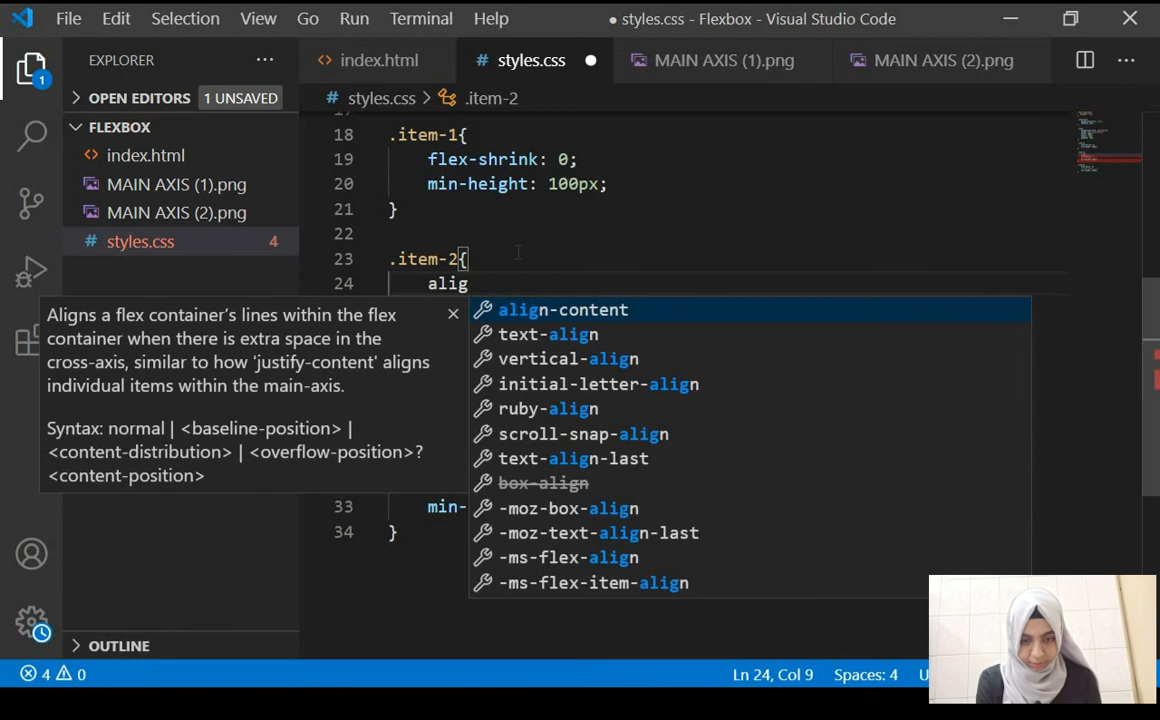 File Edit Selection View Go Run Terminal Help ● styles.css - Flexbox - Visual Studio Code
EXPLORER ...
<> index.html # styles.css ● MAIN AXIS (1).png MAIN AXIS (2).png ...
1
> OPEN EDITORS 1 UNSAVED
# styles.css > .item-2
FLEXBOX
<> index.html
MAIN AXIS (1).png
MAIN AXIS (2).png
# styles.css 4
18 .item-1{
19 flex-shrink: 0;
20 min-height: 100px;
21 }
22
23 .item-2{
24 alig
Aligns a flex container's lines within the flex
container when there is extra space in the
cross-axis, similar to how 'justify-content' aligns
individual items within the main-axis.
Syntax: normal | <baseline-position> |
<content-distribution> | <overflow-position>?
<content-position>
align-content
text-align
vertical-align
initial-letter-align
ruby-align
scroll-snap-align
text-align-last
box-align
-moz-box-align
-moz-text-align-last
-ms-flex-align
-ms-flex-item-align
33 min-
34 }
> OUTLINE
4 0 Ln 24, Col 9 Spaces: 4